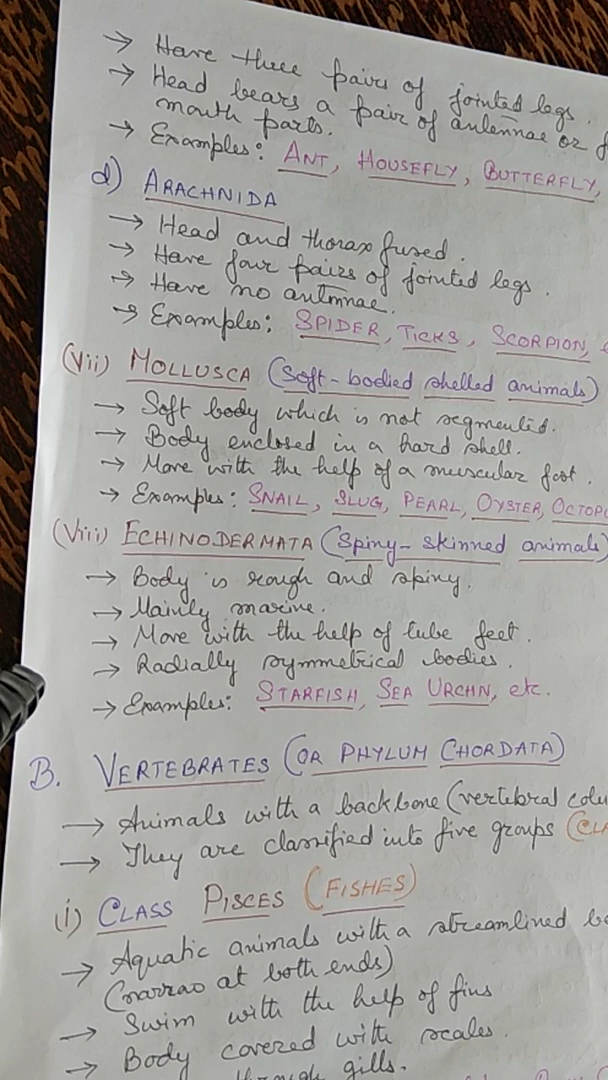 → Have three pairs of jointed legs.
→ Head bears a pair of antennae or
mouth parts.
→ Examples: ANT, HOUSEFLY, BUTTERFLY,
d) ARACHNIDA
→ Head and thorax fused.
→ Have four pairs of jointed legs.
→ Have no antennae.
→ Examples: SPIDER, TICKS, SCORPION,
(vii) MOLLUSCA (Soft-bodied shelled animals)
→ Soft body which is not segmented.
→ Body enclosed in a hard shell.
→ Move with the help of a muscular foot.
→ Examples: SNAIL, SLUG, PEARL, OYSTER, OCTOP
(Viii) ECHINODERMATA (Spiny-skinned animals)
→ Body is rough and spiny.
→ Mainly marine.
→ Move with the help of tube feet.
→ Radially symmetrical bodies.
→ Examples: STARFISH, SEA URCHN, etc.
B. VERTEBRATES (OR PHYLUM CHORDATA)
→ Animals with a backbone (vertebral colu
→ They are classified into five groups (CLA
(i) CLASS PISCES (FISHES)
→ Aquatic animals with a streamlined b
(narrao at both ends)
→ Swim with the help of fins
→ Body covered with scales.
through gills.